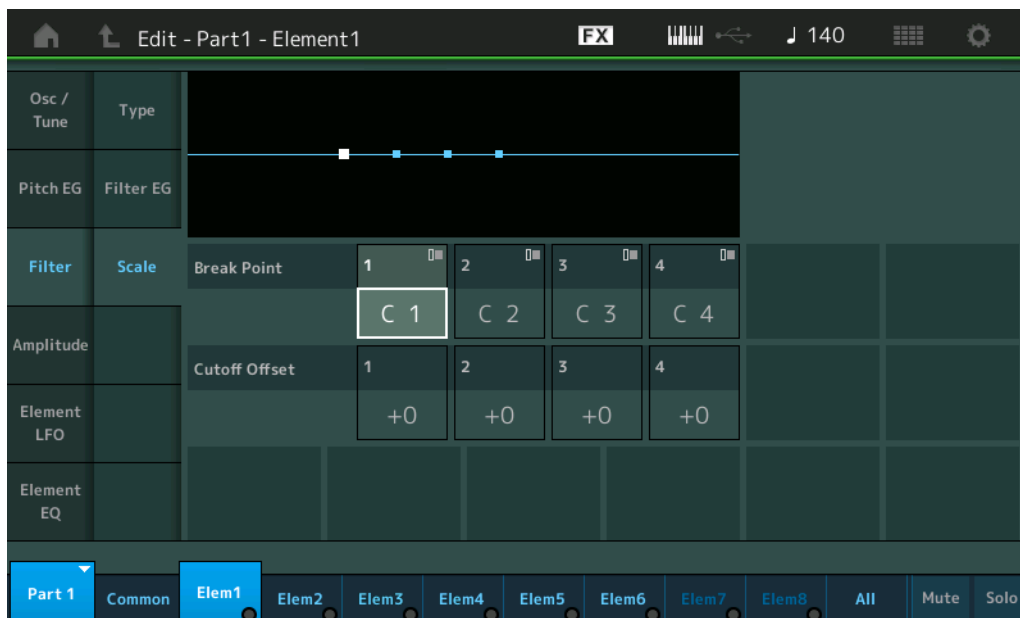 Edit - Part1 - Element1 FX ♩ 140
Osc /
Tune
Type
Pitch EG
Filter EG
Filter
Scale
Break Point 1 2 3 4
C 1 C 2 C 3 C 4
Amplitude
Cutoff Offset 1 2 3 4
+0 +0 +0 +0
Element
LFO
Element
EQ
Part 1 Common Elem1 Elem2 Elem3 Elem4 Elem5 Elem6 Elem7 Elem8 All Mute Solo